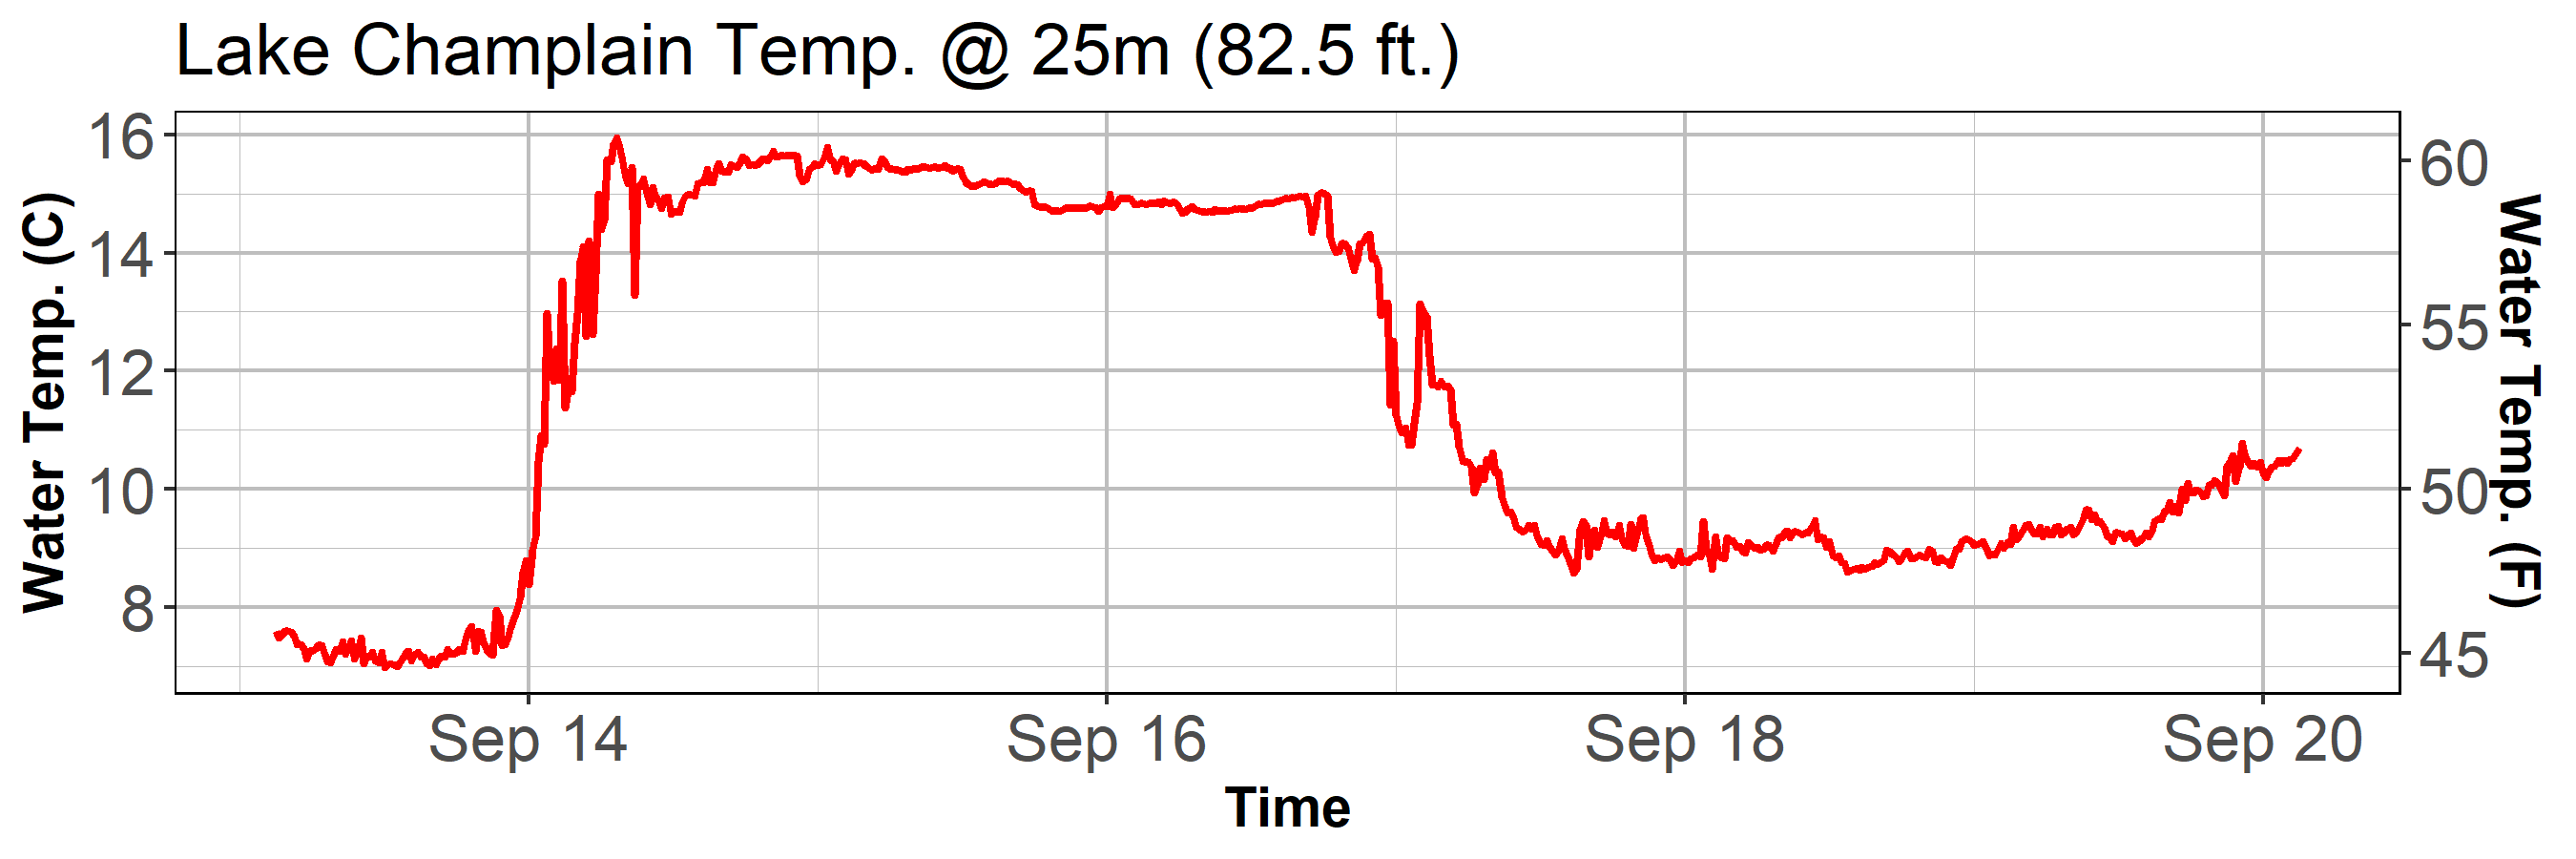 Lake Champlain Temp. @ 25m (82.5 ft.)
Water Temp. (C)
16
14
12
10
8
60
55
50
45
Water Temp. (F)
Sep 14 Sep 16 Sep 18 Sep 20
Time